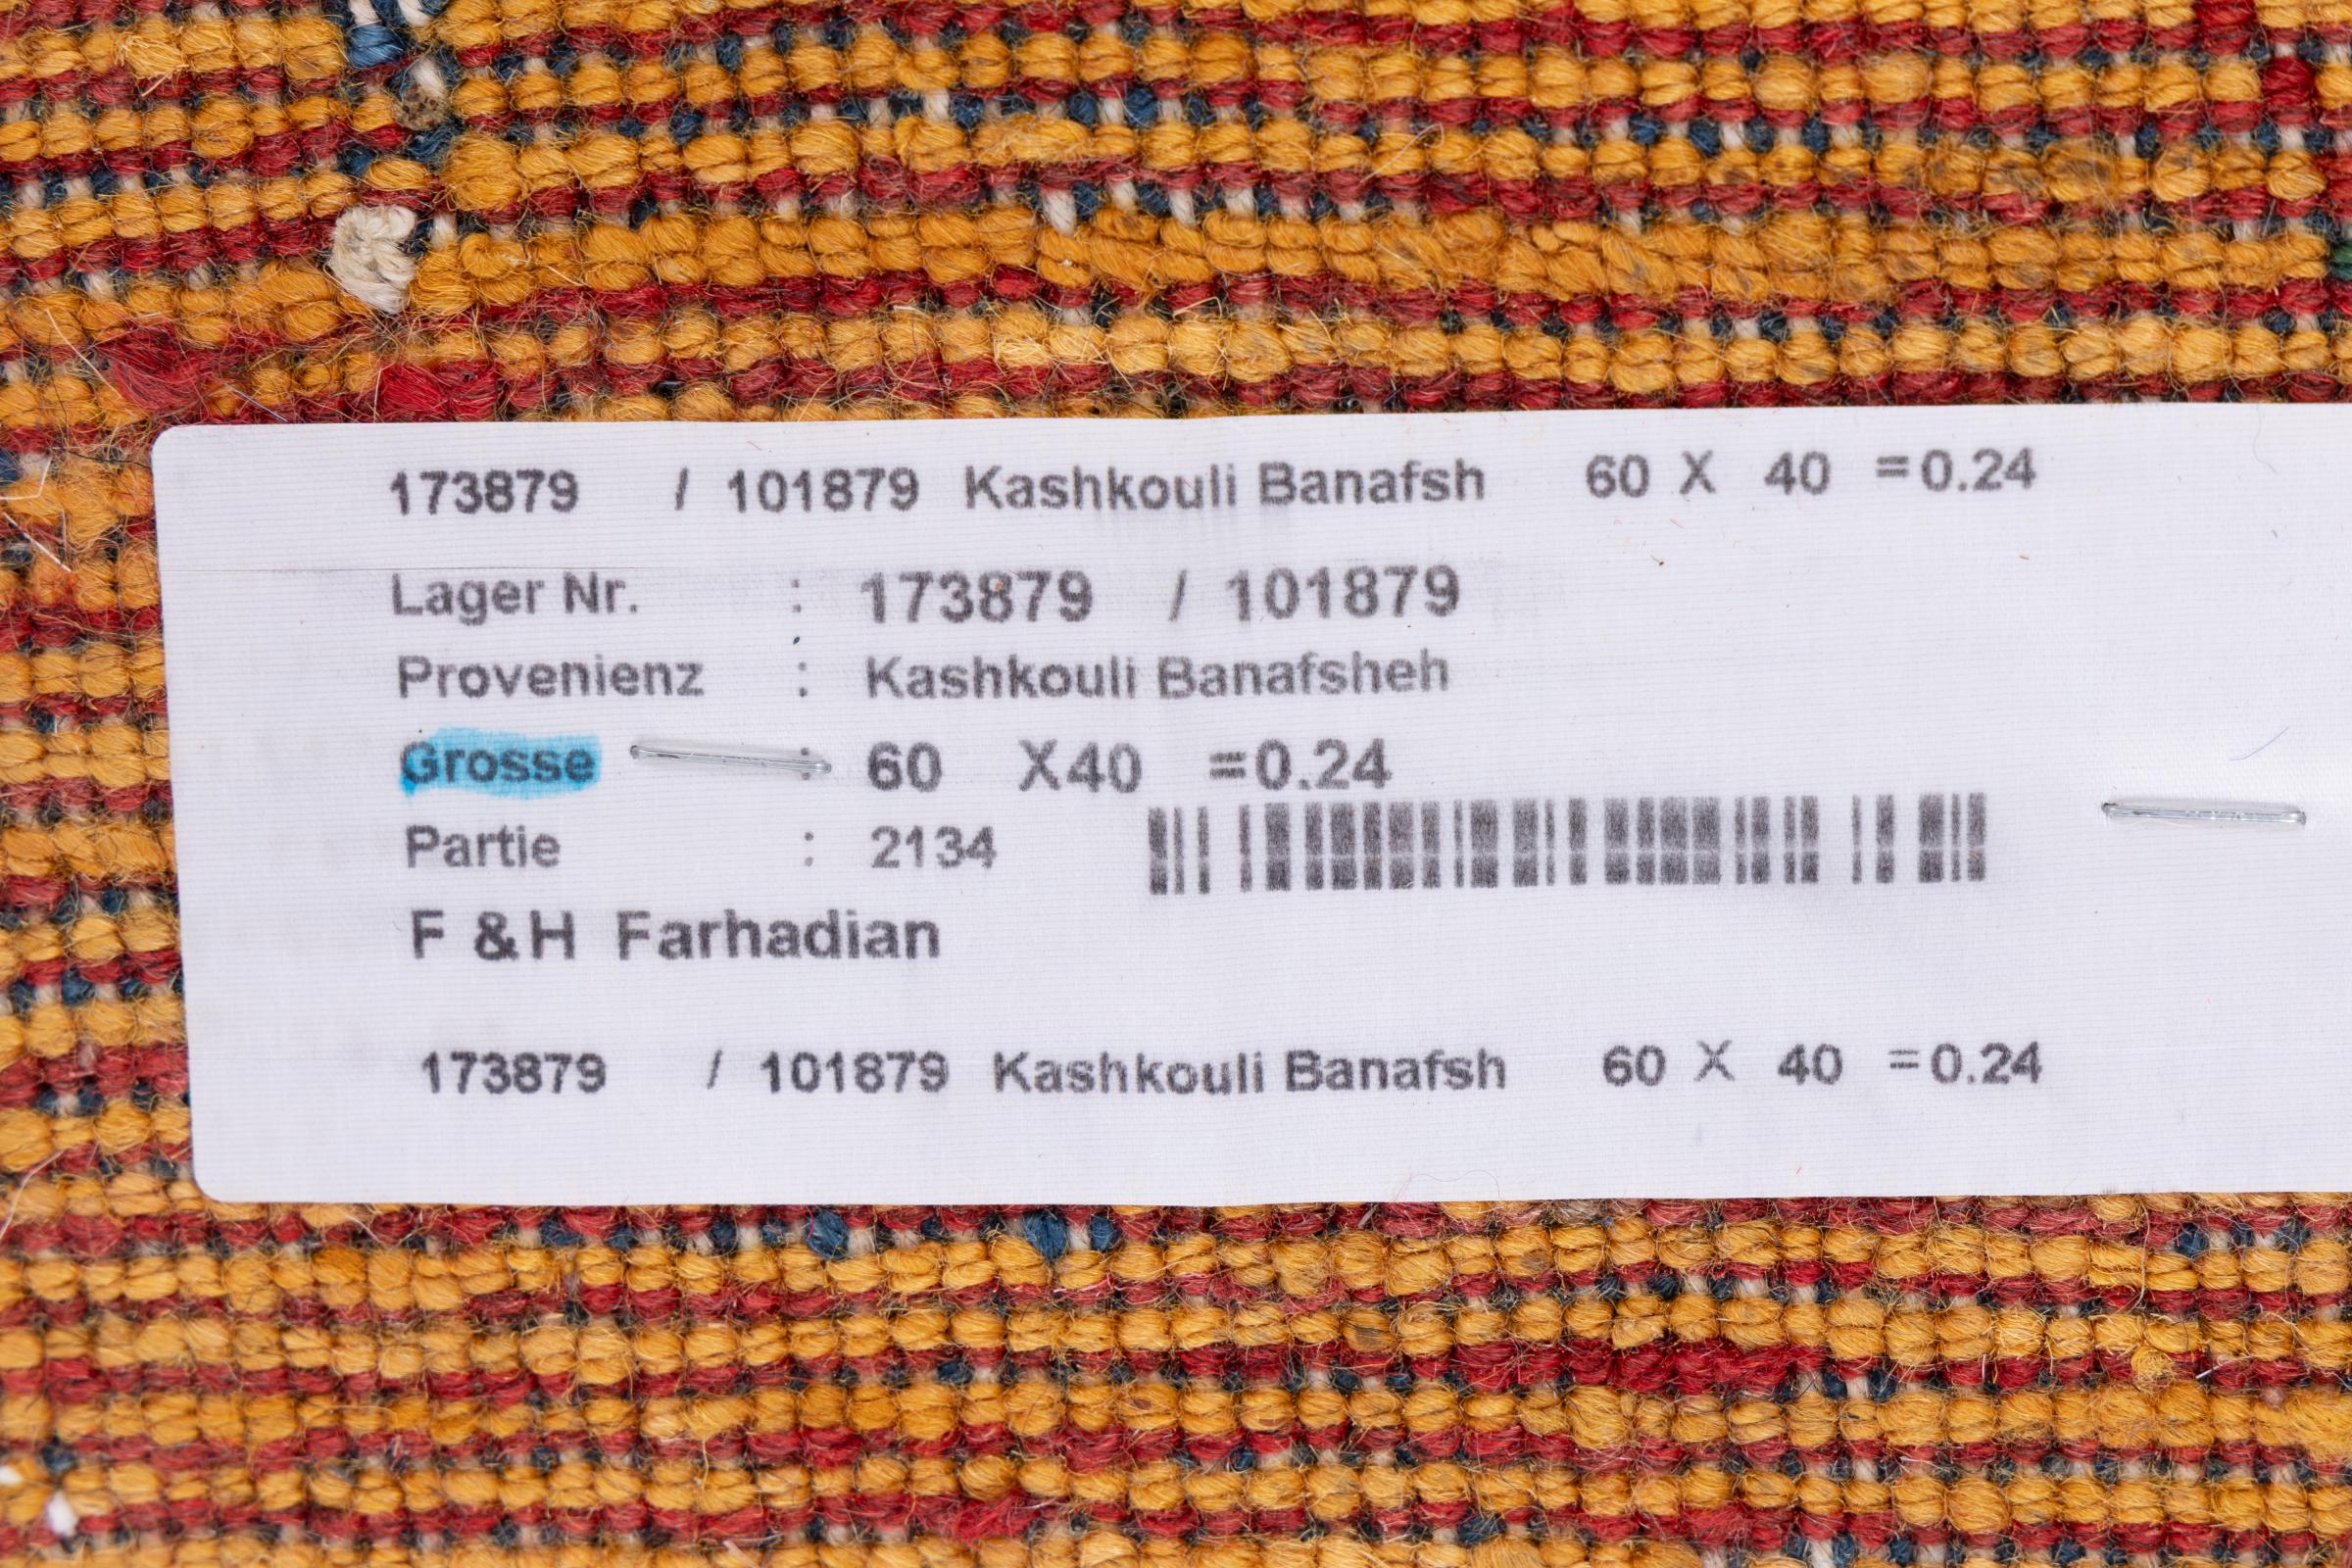 173879 / 101879 Kashkouli Banafsh 60 X 40 =0.24
Lager Nr. : 173879 / 101879
Provenienz : Kashkouli Banafsheh
Grosse : 60 X40 =0.24
Partie : 2134
F &H Farhadian
173879 / 101879 Kashkouli Banafsh 60 X 40 =0.24